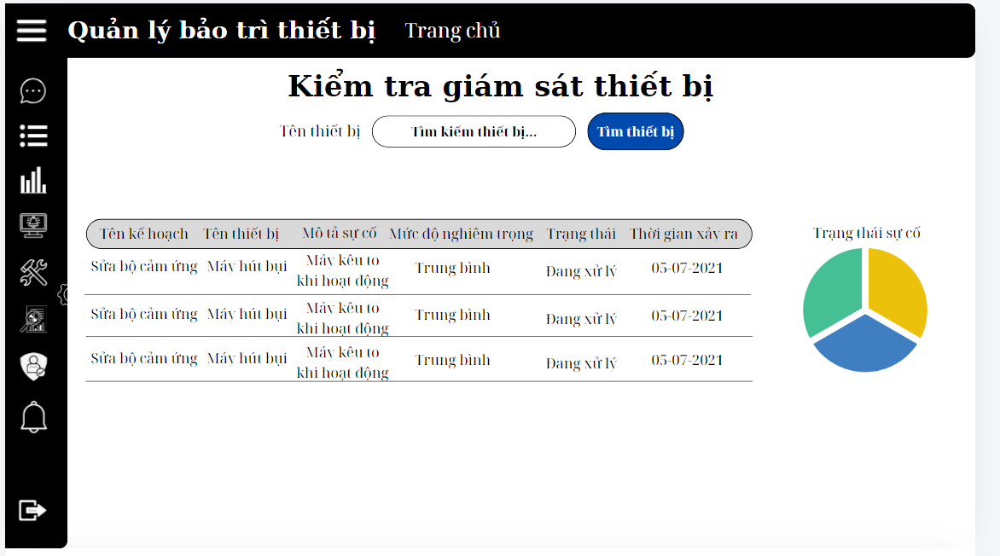 Quản lý bảo trì thiết bị Trang chủ
Kiểm tra giám sát thiết bị
Tên thiết bị Tìm kiếm thiết bị... Tìm thiết bị
Tên kế hoạch Tên thiết bị Mô tả sự cố Mức độ nghiêm trọng Trạng thái Thời gian xảy ra Trạng thái sự cố
Sửa bộ cảm ứng Máy hút bụi Máy kêu to Trung bình Đang xử lý 05-07-2021
khi hoạt động
Sửa bộ cảm ứng Máy hút bụi Máy kêu to Trung bình Đang xử lý 05-07-2021
khi hoạt động
Sửa bộ cảm ứng Máy hút bụi Máy kêu to Trung bình Đang xử lý 05-07-2021
khi hoạt động